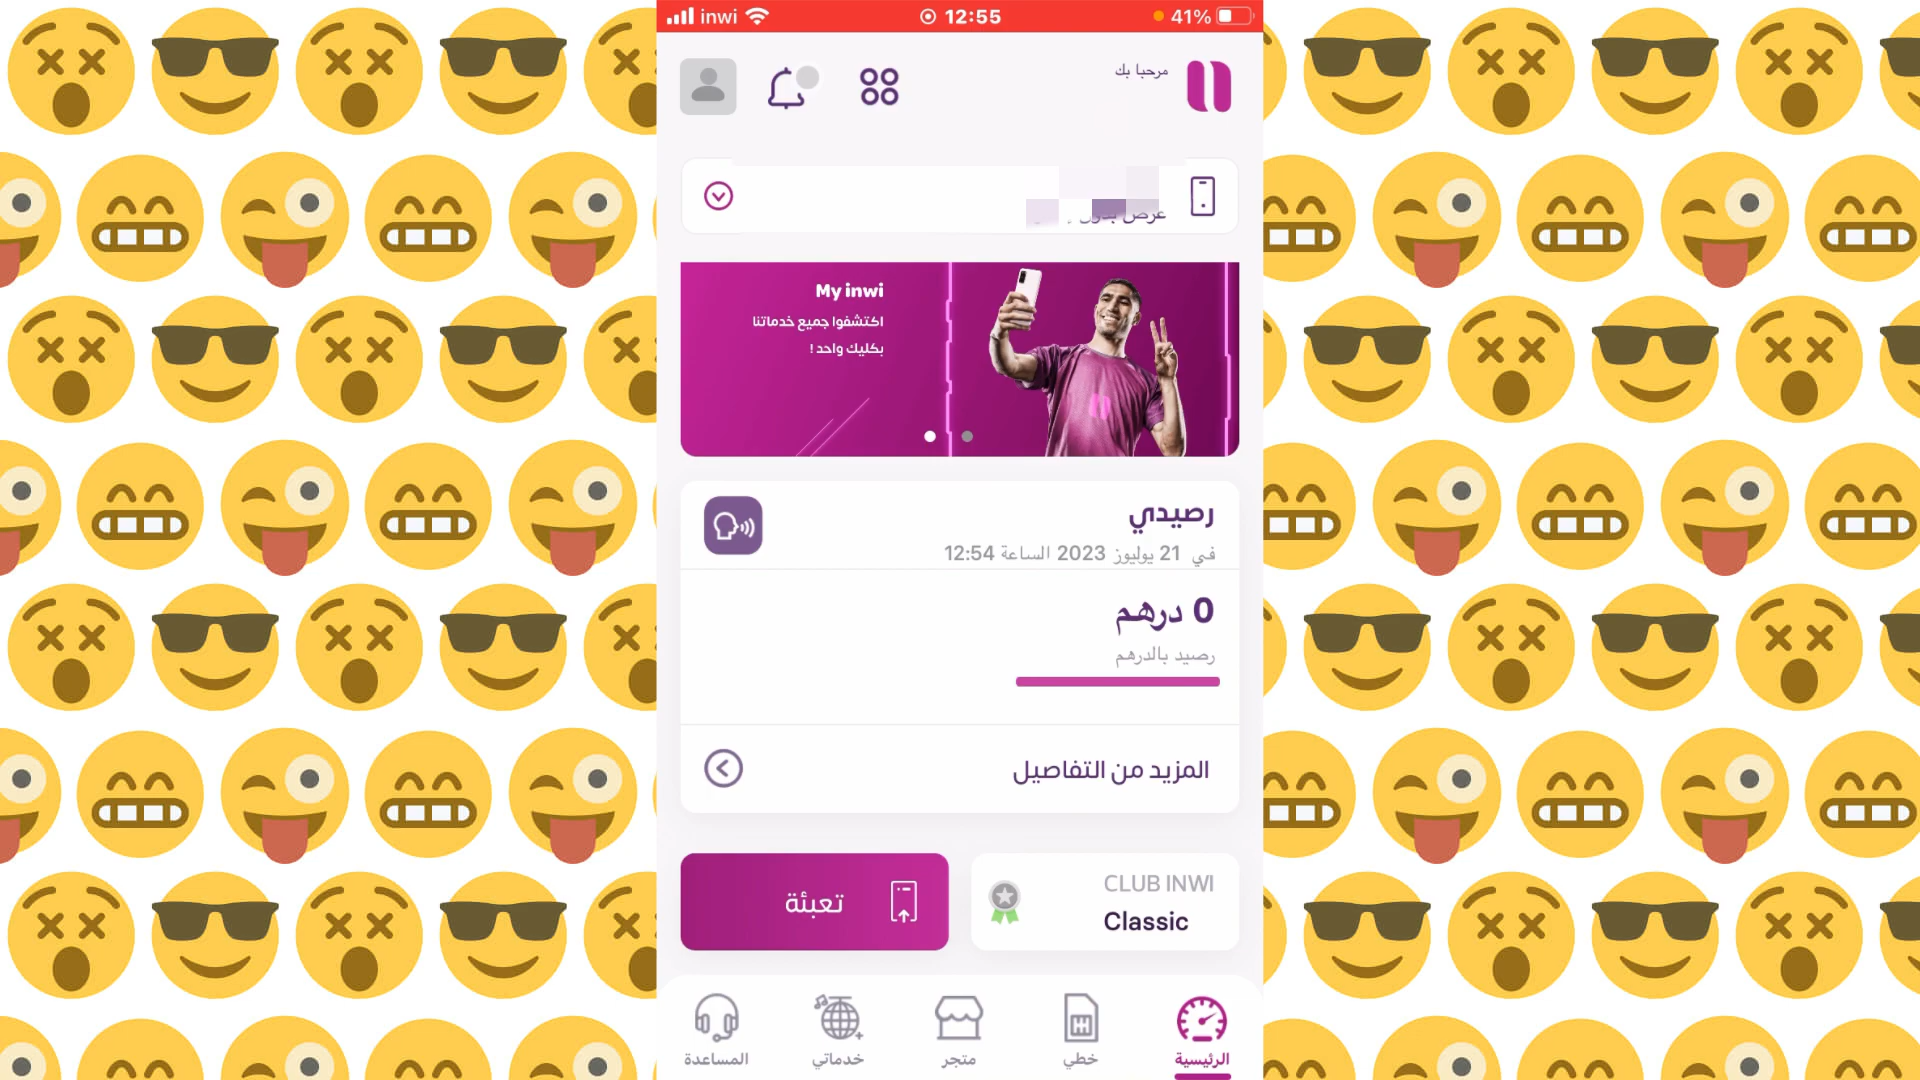 inwi
12:55
41%
مرحبا بك
عرض
My inwi
اكتشفوا جميع خدماتنا
بكليك واحد !
رصيدي
في 21 يوليوز 2023 الساعة 12:54
0 درهم
رصيد بالدرهم
المزيد من التفاصيل
CLUB INWI
Classic
تعبئة
الرئيسية
خطي
متجر
خدماتي
المساعدة